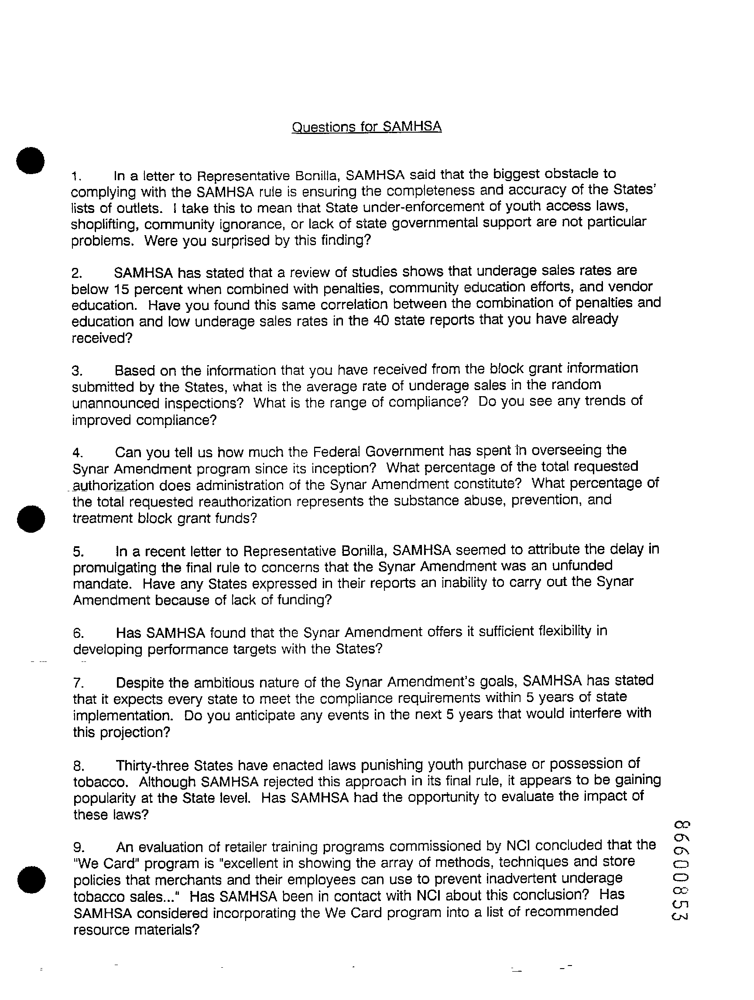 Questions for SAMHSA
1. In a letter to Representative Bonilla, SAMHSA said that the biggest obstacle to
complying with the SAMHSA rule is ensuring the completeness and accuracy of the States'
lists of outlets. I take this to mean that State under-enforcement of youth access laws,
shoplifting, community ignorance, or lack of state governmental support are not particular
problems. Were you surprised by this finding?
2. SAMHSA has stated that a review of studies shows that underage sales rates are
below 15 percent when combined with penalties, community education efforts, and vendor
education. Have you found this same correlation between the combination of penalties and
education and low underage sales rates in the 40 state reports that you have already
received?
3. Based on the information that you have received from the block grant information
submitted by the States, what is the average rate of underage sales in the random
unannounced inspections? What is the range of compliance? Do you see any trends of
improved compliance?
4. Can you tell us how much the Federal Government has spent in overseeing the
Synar Amendment program since its inception? What percentage of the total requested
authorization does administration of the Synar Amendment constitute? What percentage of
the total requested reauthorization represents the substance abuse, prevention, and
treatment block grant funds?
5. In a recent letter to Representative Bonilla, SAMHSA seemed to attribute the delay in
promulgating the final rule to concerns that the Synar Amendment was an unfunded
mandate. Have any States expressed in their reports an inability to carry out the Synar
Amendment because of lack of funding?
6. Has SAMHSA found that the Synar Amendment offers it sufficient flexibility in
developing performance targets with the States?
7. Despite the ambitious nature of the Synar Amendment's goals, SAMHSA has stated
that it expects every state to meet the compliance requirements within 5 years of state
implementation. Do you anticipate any events in the next 5 years that would interfere with
this projection?
8. Thirty-three States have enacted laws punishing youth purchase or possession of
tobacco. Although SAMHSA rejected this approach in its final rule, it appears to be gaining
popularity at the State level. Has SAMHSA had the opportunity to evaluate the impact of
these laws?
9. An evaluation of retailer training programs commissioned by NCI concluded that the
"We Card" program is "excellent in showing the array of methods, techniques and store
policies that merchants and their employees can use to prevent inadvertent underage
tobacco sales..." Has SAMHSA been in contact with NCI about this conclusion? Has
SAMHSA considered incorporating the We Card program into a list of recommended
resource materials?
89600853